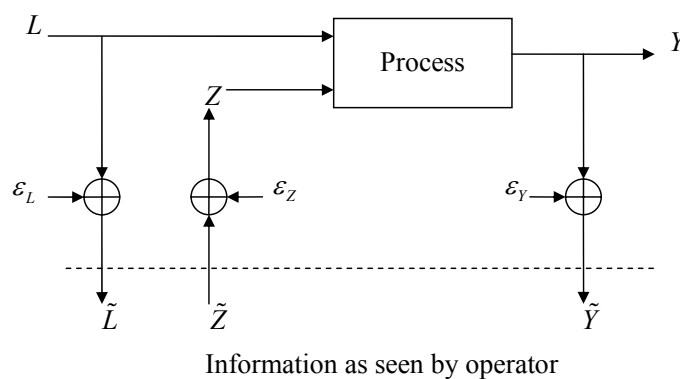 L
Y
Process
Z
ε_L
ε_Z
ε_Y
L̃
Z̃
Ỹ
Information as seen by operator